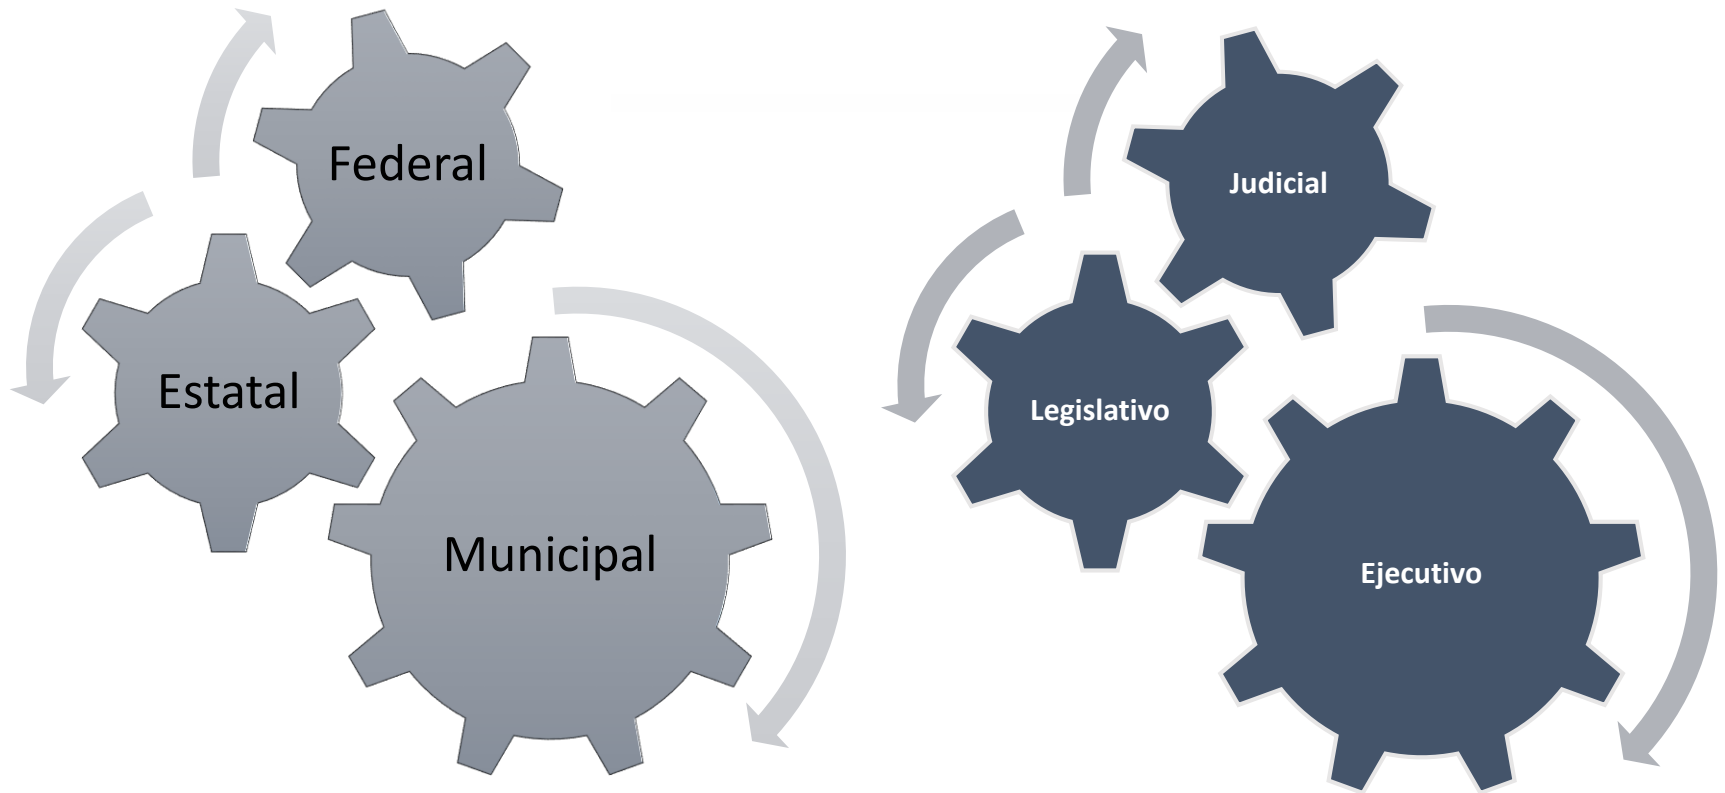 Federal
Estatal
Municipal
Judicial
Legislativo
Ejecutivo